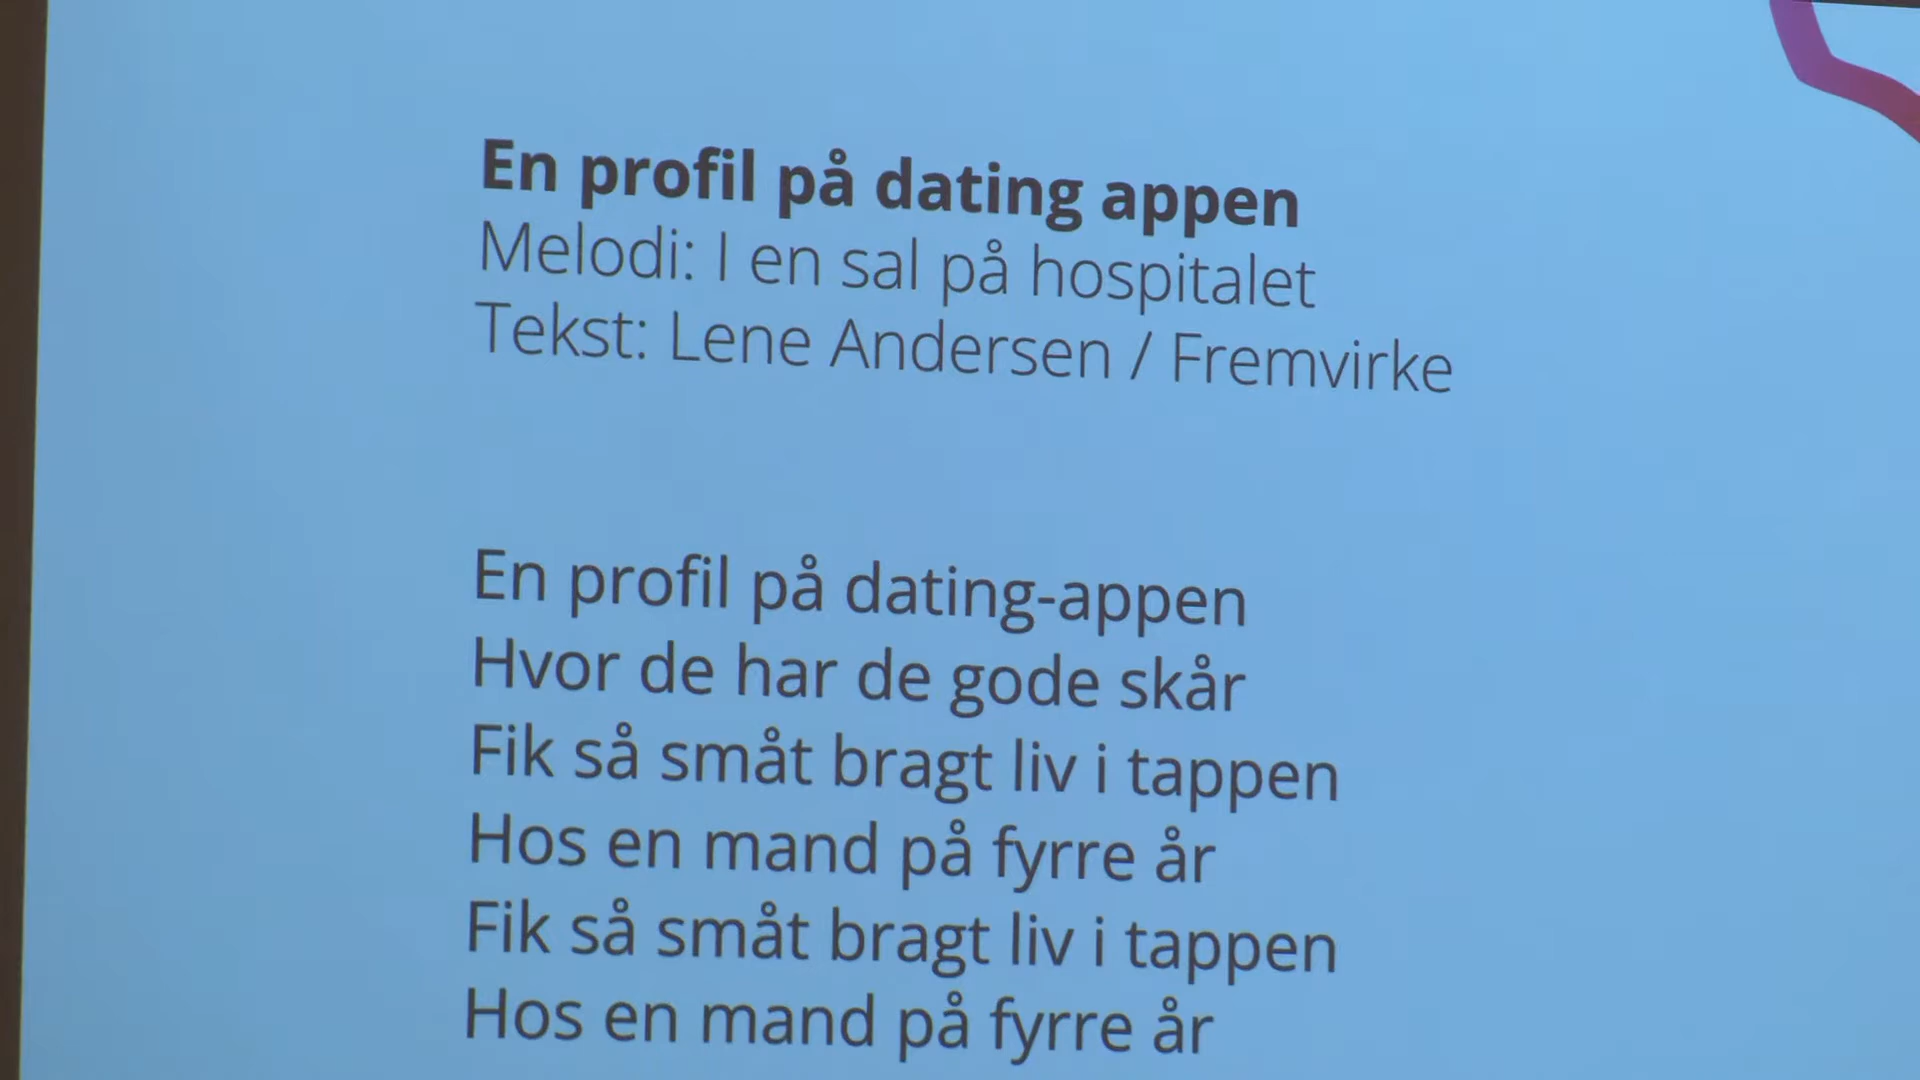 En profil på dating appen
Melodi: I en sal på hospitalet
Tekst: Lene Andersen / Fremvirke
En profil på dating-appen
Hvor de har de gode skår
Fik så småt bragt liv i tappen
Hos en mand på fyrre år
Fik så småt bragt liv i tappen
Hos en mand på fyrre år